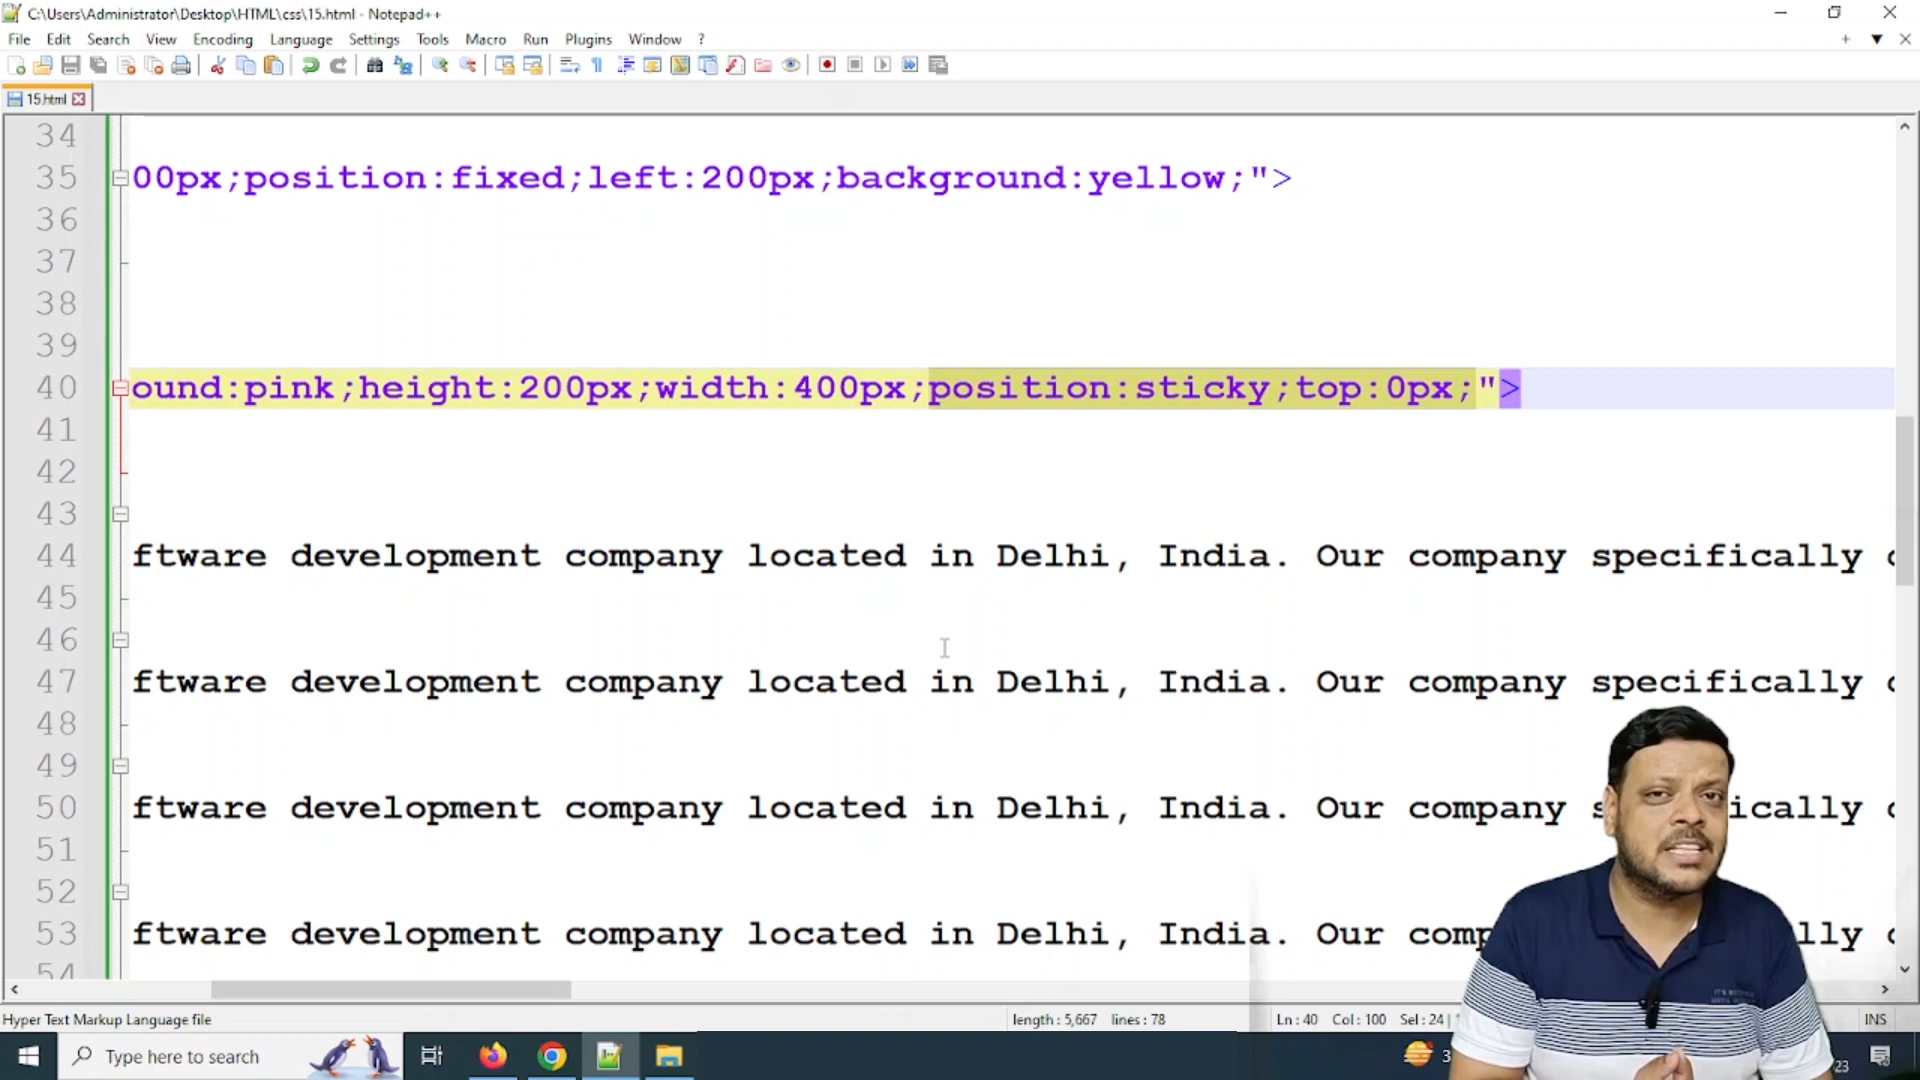 C:\Users\Administrator\Desktop\HTML\css\15.html - Notepad++
File Edit Search View Encoding Language Settings Tools Macro Run Plugins Window ?
15.html
34
35 00px;position:fixed;left:200px;background:yellow;">
36
37
38
39
40 ound:pink;height:200px;width:400px;position:sticky;top:0px;">
41
42
43
44 ftware development company located in Delhi, India. Our company specifically
45
46
47 ftware development company located in Delhi, India. Our company specifically
48
49
50 ftware development company located in Delhi, India. Our company
51
52
53 ftware development company located in Delhi, India. Our
54
Hyper Text Markup Language file length : 5,667 lines : 78 Ln : 40 Col : 100 Sel : 24 | INS
Type here to search